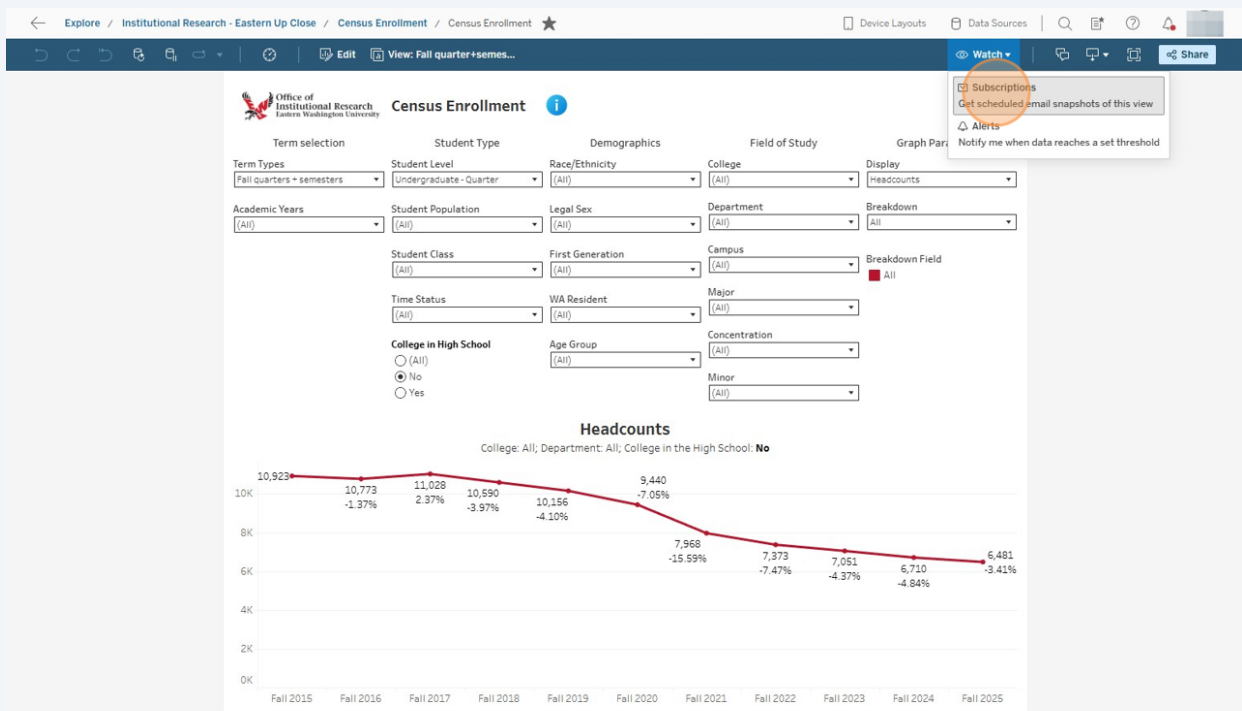 Explore / Institutional Research - Eastern Up Close / Census Enrollment / Census Enrollment
Device Layouts
Data Sources
Edit
View: Fall quarter+semes...
Watch
Share
Subscriptions
Get scheduled email snapshots of this view
Alerts
Notify me when data reaches a set threshold
Office of
Institutional Research
Eastern Washington University
Census Enrollment
i
Term selection
Student Type
Demographics
Field of Study
Graph Para
Term Types
Fall quarters + semesters
Academic Years
(All)
Student Level
Undergraduate - Quarter
Student Population
(All)
Student Class
(All)
Time Status
(All)
College in High School
(All)
No
Yes
Race/Ethnicity
(All)
Legal Sex
(All)
First Generation
(All)
WA Resident
(All)
Age Group
(All)
College
(All)
Department
(All)
Campus
(All)
Major
(All)
Concentration
(All)
Minor
(All)
Display
Headcounts
Breakdown
All
Breakdown Field
All
Headcounts
College: All; Department: All; College in the High School: No
10K
8K
6K
4K
2K
0K
10,923
10,773
-1.37%
11,028
2.37%
10,590
-3.97%
10,156
-4.10%
9,440
-7.05%
7,968
-15.59%
7,373
-7.47%
7,051
-4.37%
6,710
-4.84%
6,481
-3.41%
Fall 2015 Fall 2016 Fall 2017 Fall 2018 Fall 2019 Fall 2020 Fall 2021 Fall 2022 Fall 2023 Fall 2024 Fall 2025